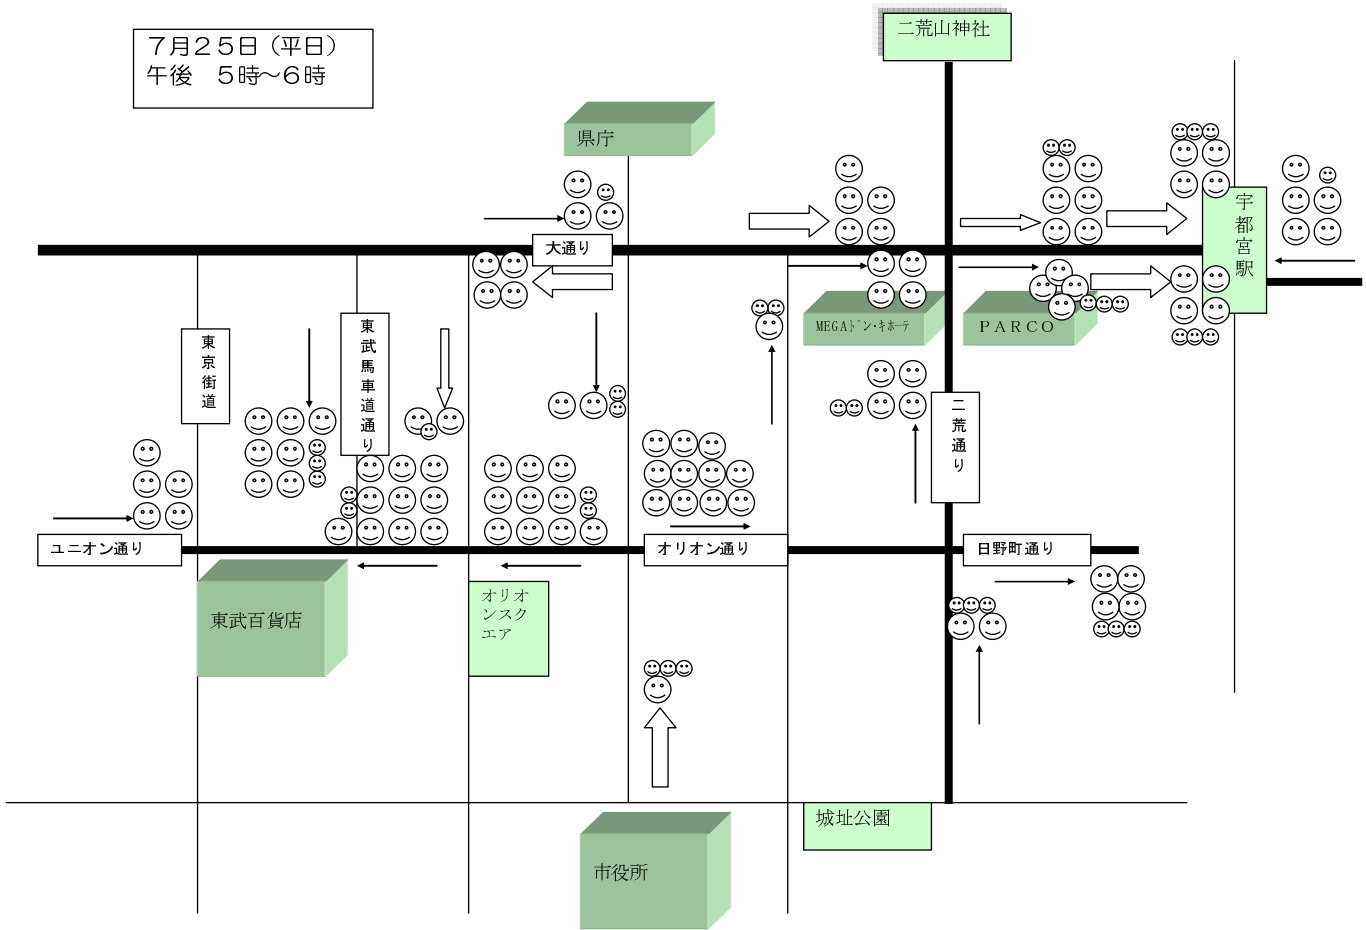 ７月２５日（平日）
午後　５時～６時
二荒山神社
県庁
大通り
宇都宮駅
MEGAドン・キホーテ
ＰＡＲＣＯ
東京街道
東武馬車道通り
二荒通り
ユニオン通り
オリオン通り
日野町通り
東武百貨店
オリオ
ンスク
エア
城址公園
市役所